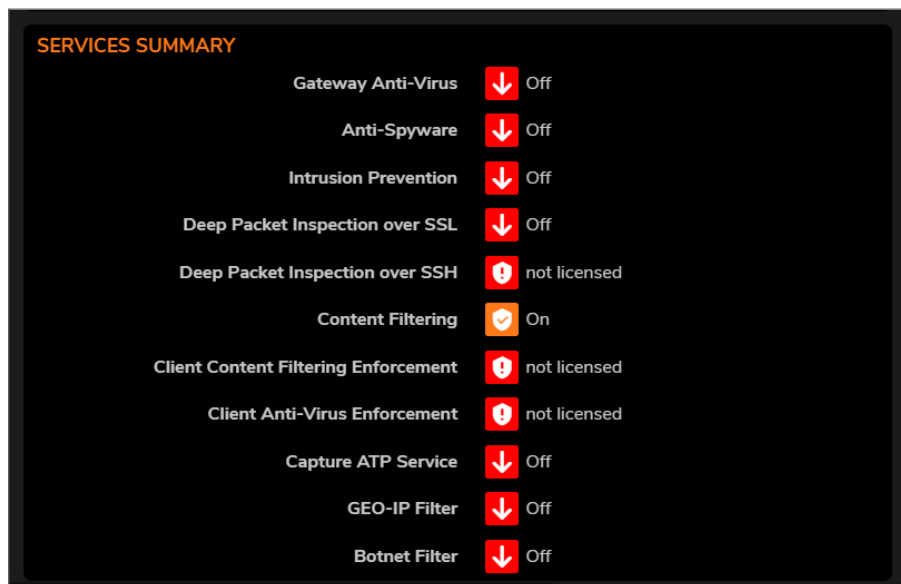 SERVICES SUMMARY
Gateway Anti-Virus Off
Anti-Spyware Off
Intrusion Prevention Off
Deep Packet Inspection over SSL Off
Deep Packet Inspection over SSH not licensed
Content Filtering On
Client Content Filtering Enforcement not licensed
Client Anti-Virus Enforcement not licensed
Capture ATP Service Off
GEO-IP Filter Off
Botnet Filter Off